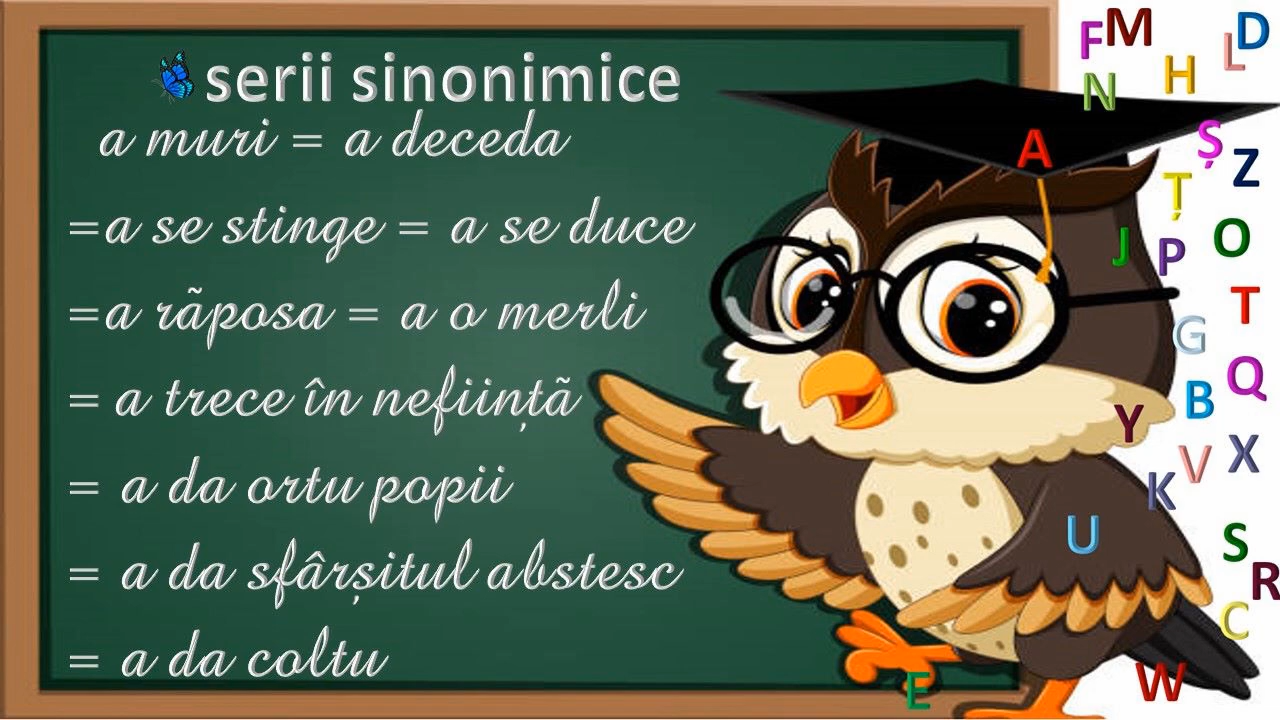 serii sinonimice
a muri = a deceda
=a se stinge = a se duce
=a rãposa = a o merli
= a trece în neființã
= a da ortu popii
= a da sfârșitul abstesc
= a da coltu
F M L D
N H
A Ș Z
Ț
J P O
G T
B Q
Y V X
K
U S
R
C
E W